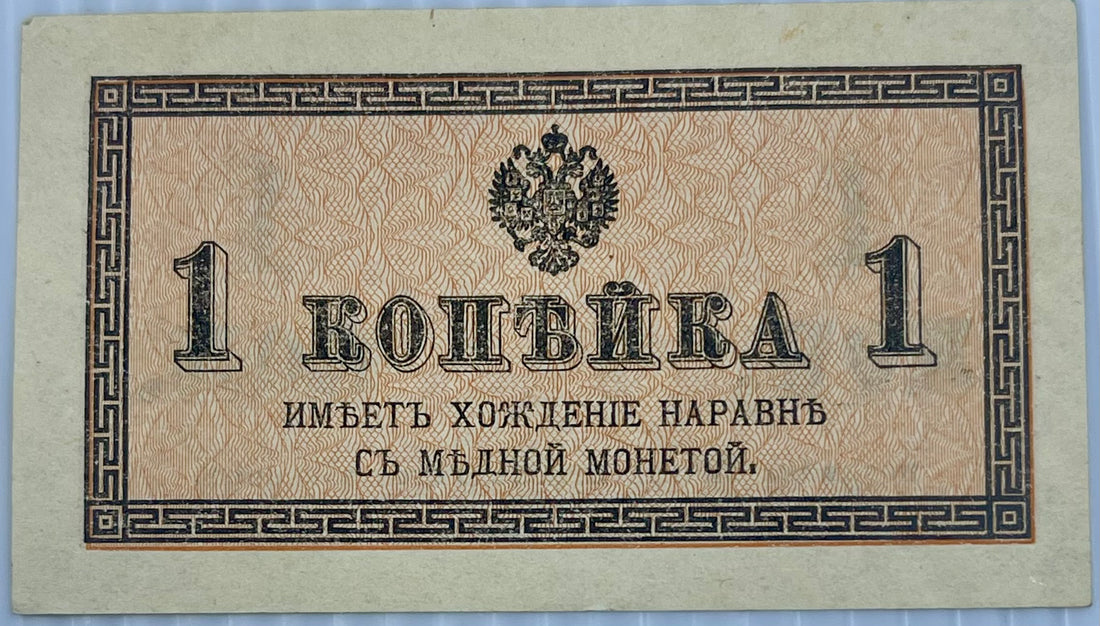 1 КОПѢЙКА 1
ИМѢЕТЪ ХОЖДЕНІЕ НАРАВНѢ
СЪ МѢДНОЙ МОНЕТОЙ.